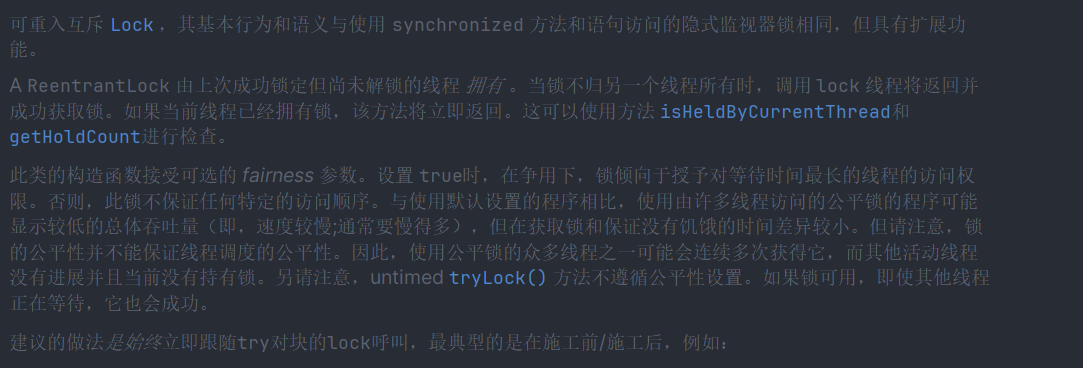 可重入互斥 Lock ，其基本行为和语义与使用 synchronized 方法和语句访问的隐式监视器锁相同，但具有扩展功
能。
A ReentrantLock 由上次成功锁定但尚未解锁的线程 拥有 。当锁不归另一个线程所有时，调用 lock 线程将返回并
成功获取锁。如果当前线程已经拥有锁，该方法将立即返回。这可以使用方法 isHeldByCurrentThread和
getHoldCount进行检查。
此类的构造函数接受可选的 fairness 参数。设置 true时，在争用下，锁倾向于授予对等待时间最长的线程的访问权
限。否则，此锁不保证任何特定的访问顺序。与使用默认设置的程序相比，使用由许多线程访问的公平锁的程序可能
显示较低的总体吞吐量（即，速度较慢;通常要慢得多），但在获取锁和保证没有饥饿的时间差异较小。但请注意，锁
的公平性并不能保证线程调度的公平性。因此，使用公平锁的众多线程之一可能会连续多次获得它，而其他活动线程
没有进展并且当前没有持有锁。另请注意，untimed tryLock() 方法不遵循公平性设置。如果锁可用，即使其他线程
正在等待，它也会成功。
建议的做法是始终立即跟随try对块的lock呼叫，最典型的是在施工前/施工后，例如：